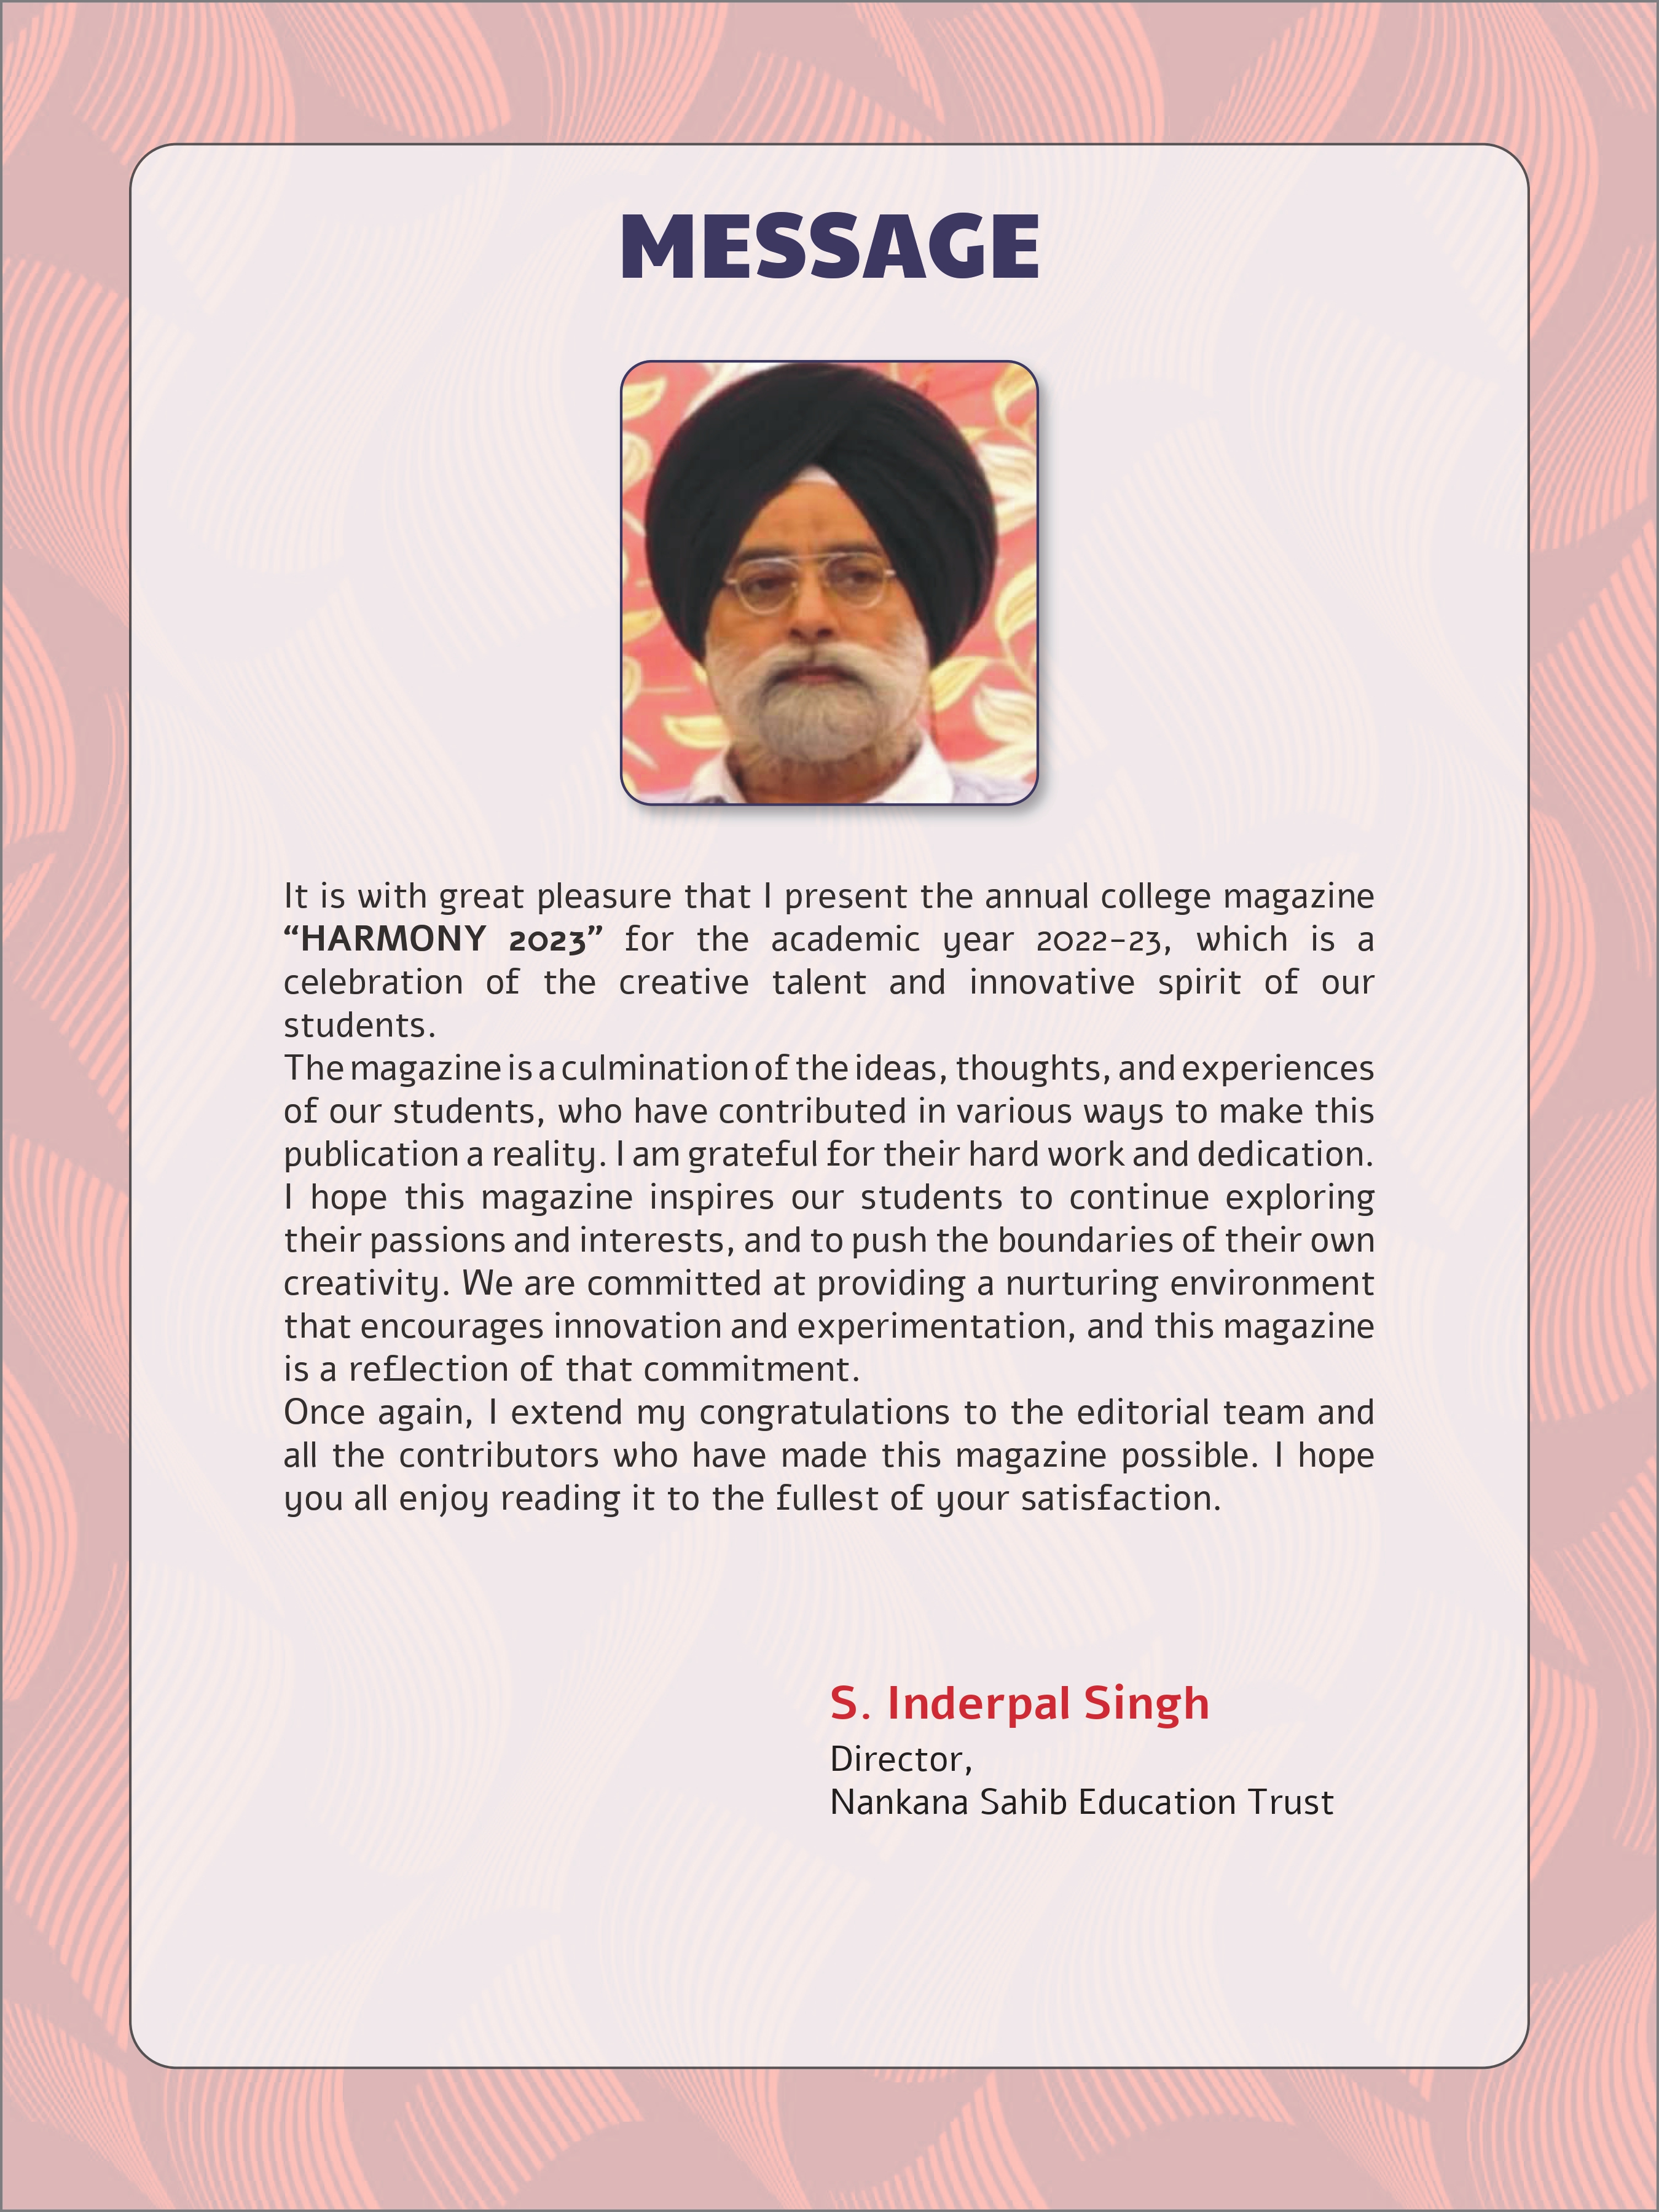 MESSAGE
It is with great pleasure that I present the annual college magazine
“HARMONY 2023” for the academic year 2022-23, which is a
celebration of the creative talent and innovative spirit of our
students.
The magazine is a culmination of the ideas, thoughts, and experiences
of our students, who have contributed in various ways to make this
publication a reality. I am grateful for their hard work and dedication.
I hope this magazine inspires our students to continue exploring
their passions and interests, and to push the boundaries of their own
creativity. We are committed at providing a nurturing environment
that encourages innovation and experimentation, and this magazine
is a reflection of that commitment.
Once again, I extend my congratulations to the editorial team and
all the contributors who have made this magazine possible. I hope
you all enjoy reading it to the fullest of your satisfaction.
S. Inderpal Singh
Director,
Nankana Sahib Education Trust